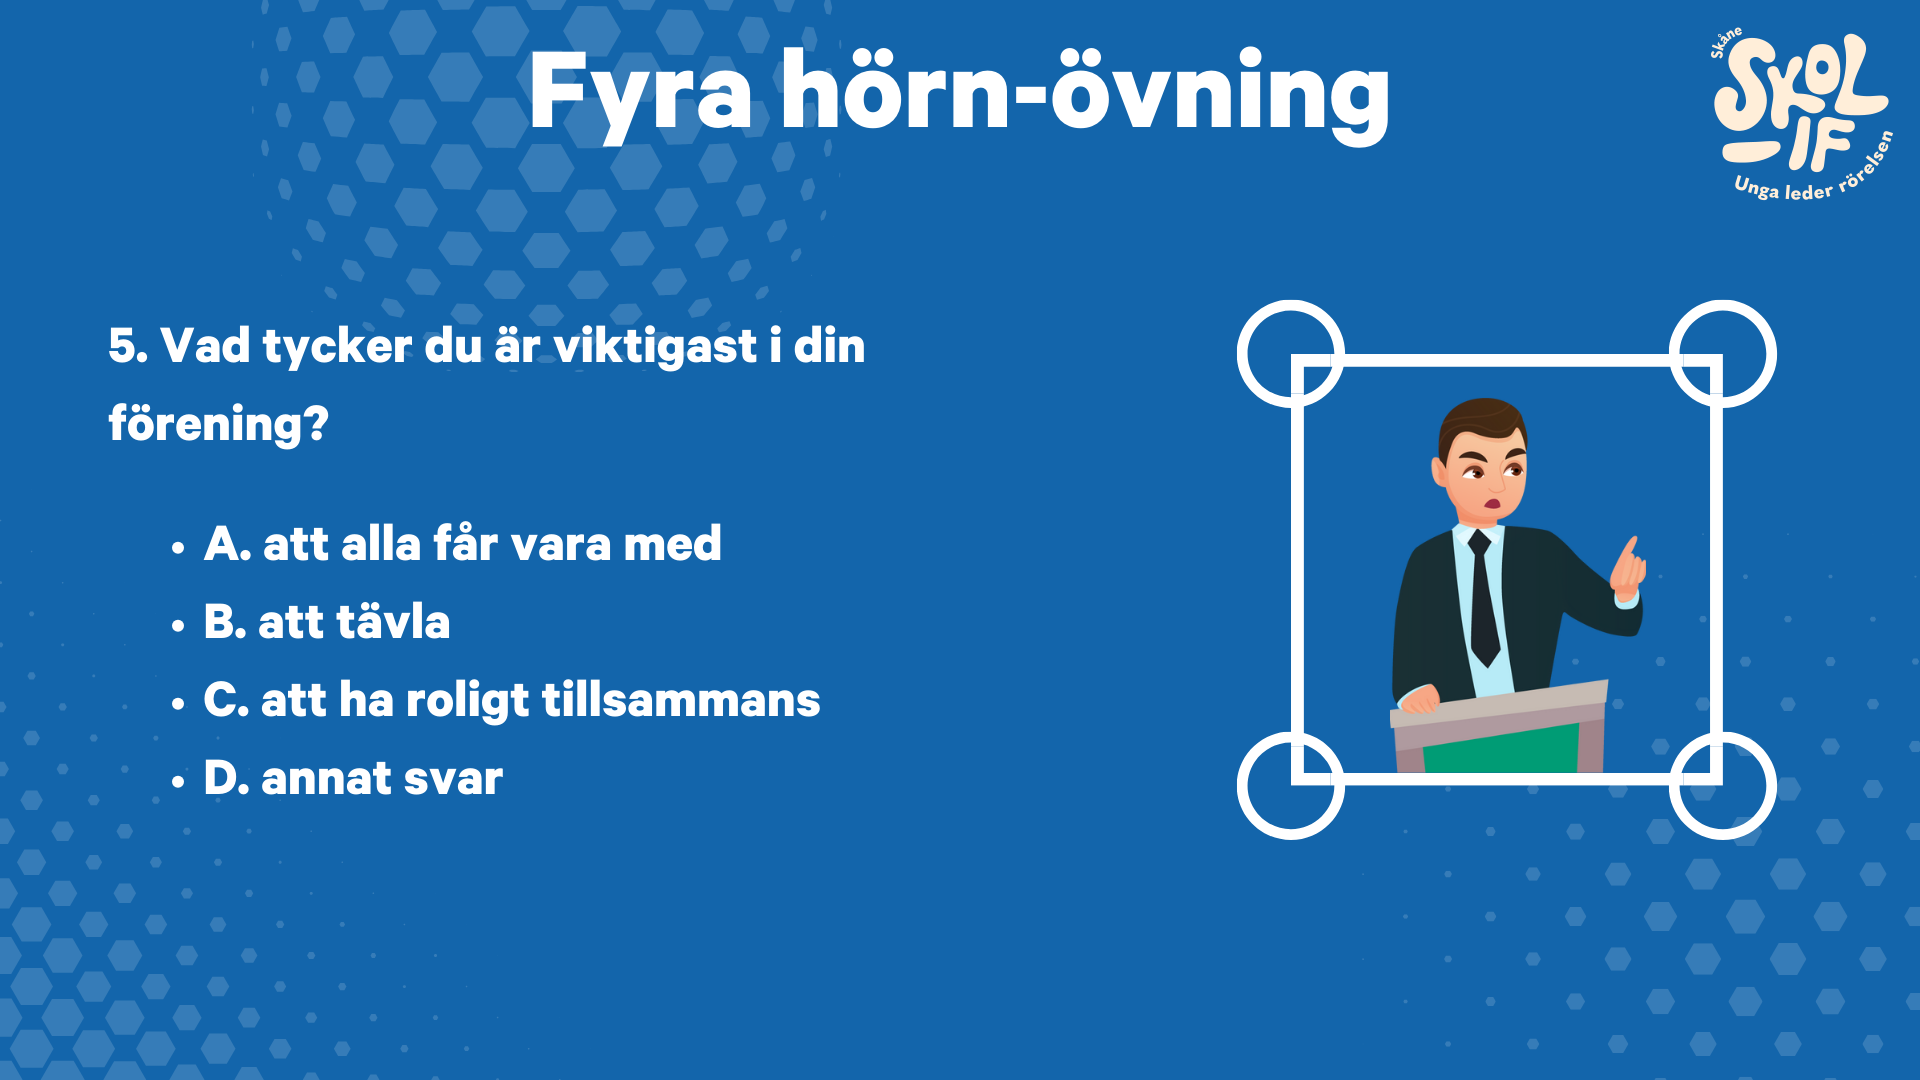 Fyra hörn-övning
Skåne
SKOL
-IF
Unga leder rörelsen
5. Vad tycker du är viktigast i din
förening?
• A. att alla får vara med
• B. att tävla
• C. att ha roligt tillsammans
• D. annat svar